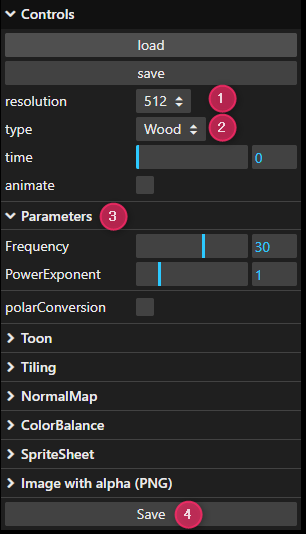 Controls
load
save
resolution 512 1
type Wood 2
time 0
animate
Parameters 3
Frequency 30
PowerExponent 1
polarConversion
Toon
Tiling
NormalMap
ColorBalance
SpriteSheet
Image with alpha (PNG)
Save 4